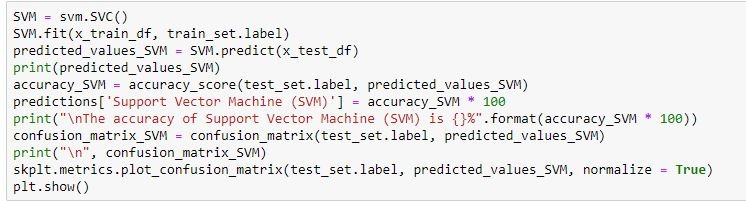 SVM = svm.SVC()
SVM.fit(x_train_df, train_set.label)
predicted_values_SVM = SVM.predict(x_test_df)
print(predicted_values_SVM)
accuracy_SVM = accuracy_score(test_set.label, predicted_values_SVM)
predictions['Support Vector Machine (SVM)'] = accuracy_SVM * 100
print("\nThe accuracy of Support Vector Machine (SVM) is {}%".format(accuracy_SVM * 100))
confusion_matrix_SVM = confusion_matrix(test_set.label, predicted_values_SVM)
print("\n", confusion_matrix_SVM)
skplt.metrics.plot_confusion_matrix(test_set.label, predicted_values_SVM, normalize = True)
plt.show()